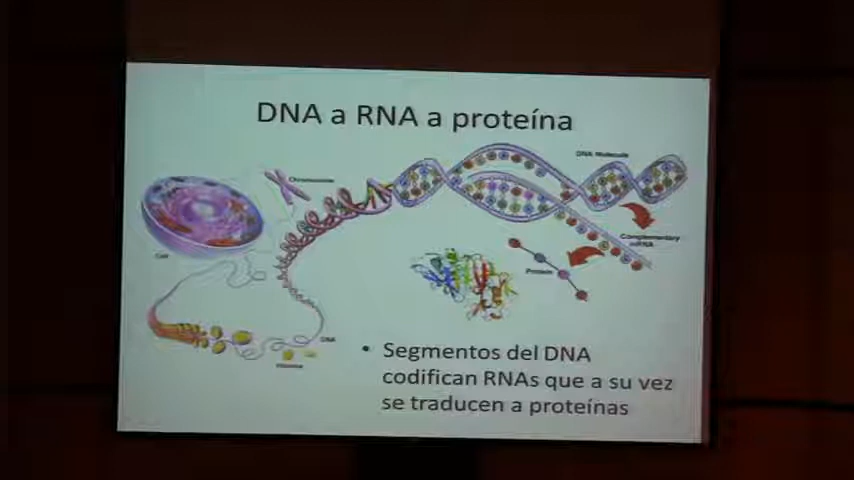 DNA a RNA a proteína
DNA Molecule
Chromosome
Complementary
mRNA
Cell
Protein
DNA
Histones
• Segmentos del DNA
codifican RNAs que a su vez
se traducen a proteínas